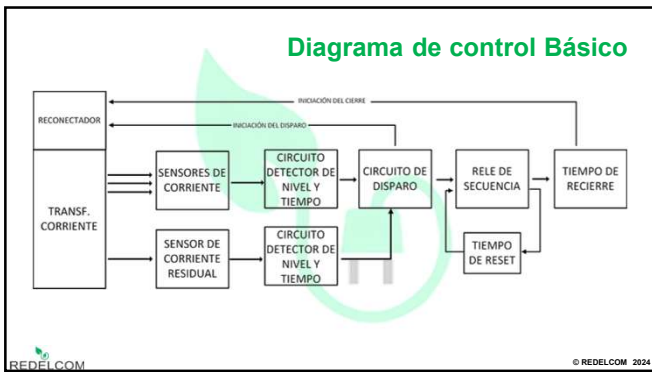 Diagrama de control Básico
INICIACIÓN DEL CIERRE
RECONECTADOR
INICIACIÓN DEL DISPARO
TRANSF.
CORRIENTE
SENSORES DE
CORRIENTE
CIRCUITO
DETECTOR DE
NIVEL Y
TIEMPO
CIRCUITO DE
DISPARO
RELE DE
SECUENCIA
TIEMPO DE
RECIERRE
SENSOR DE
CORRIENTE
RESIDUAL
CIRCUITO
DETECTOR DE
NIVEL Y
TIEMPO
TIEMPO
DE RESET
REDELCOM
© REDELCOM 2024